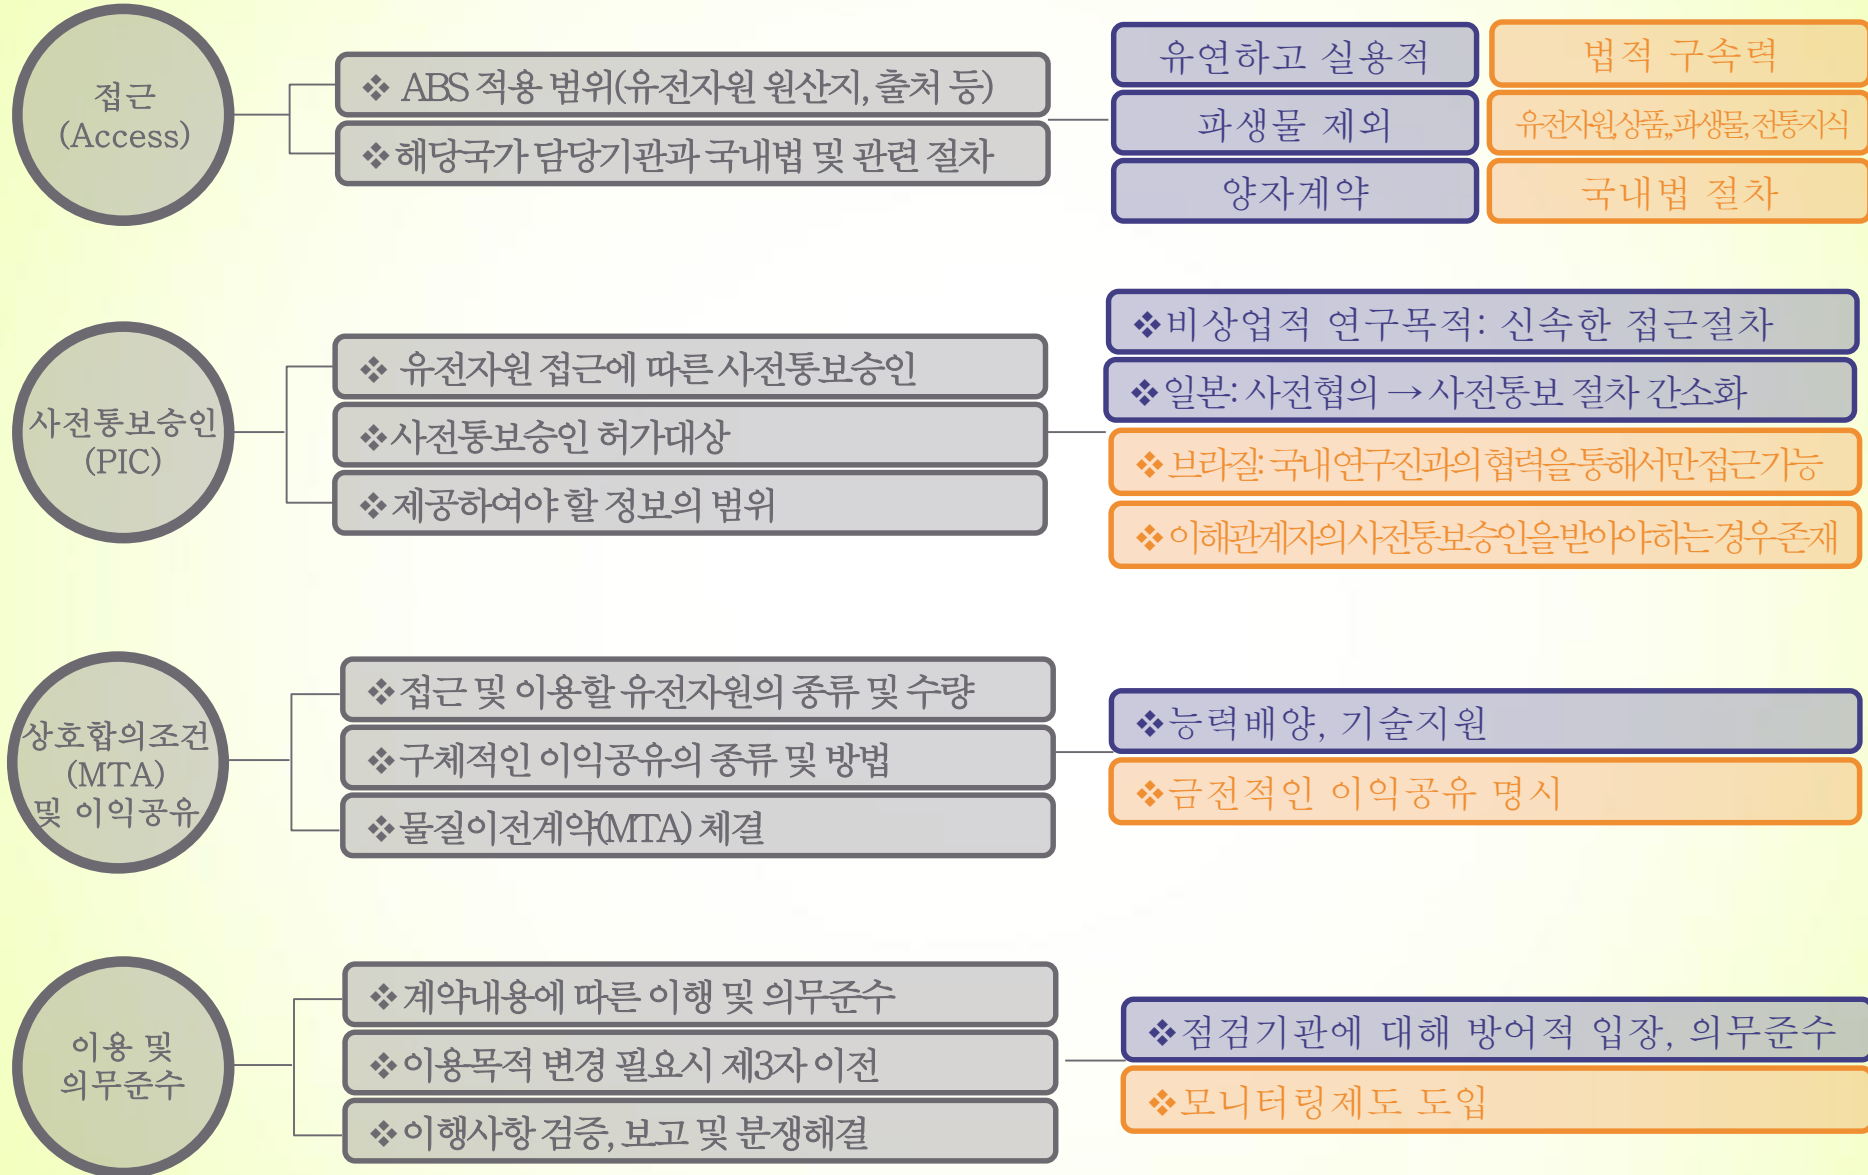 접근
(Access)
❖ ABS 적용 범위(유전자원 원산지, 출처 등)
❖해당국가 담당기관과 국내법 및 관련 절차
유연하고 실용적
법적 구속력
파생물 제외
유전자원,상품,,파생물,전통지식
양자계약
국내법 절차
사전통보승인
(PIC)
❖ 유전자원 접근에 따른 사전통보승인
❖사전통보승인 허가대상
❖제공하여야 할 정보의 범위
❖비상업적 연구목적: 신속한 접근절차
❖일본: 사전협의 → 사전통보 절차 간소화
❖브라질: 국내 연구진과의 협력을 통해서만 접근가능
❖이해관계자의 사전통보승인을 받아야 하는 경우 존재
상호합의조건
(MTA)
및 이익공유
❖접근 및 이용할 유전자원의 종류 및 수량
❖구체적인 이익공유의 종류 및 방법
❖물질이전계약(MTA) 체결
❖능력배양, 기술지원
❖금전적인 이익공유 명시
이용 및
의무준수
❖계약내용에 따른 이행 및 의무준수
❖이용목적 변경 필요시 제3자 이전
❖이행사항 검증, 보고 및 분쟁해결
❖점검기관에 대해 방어적 입장, 의무준수
❖모니터링제도 도입